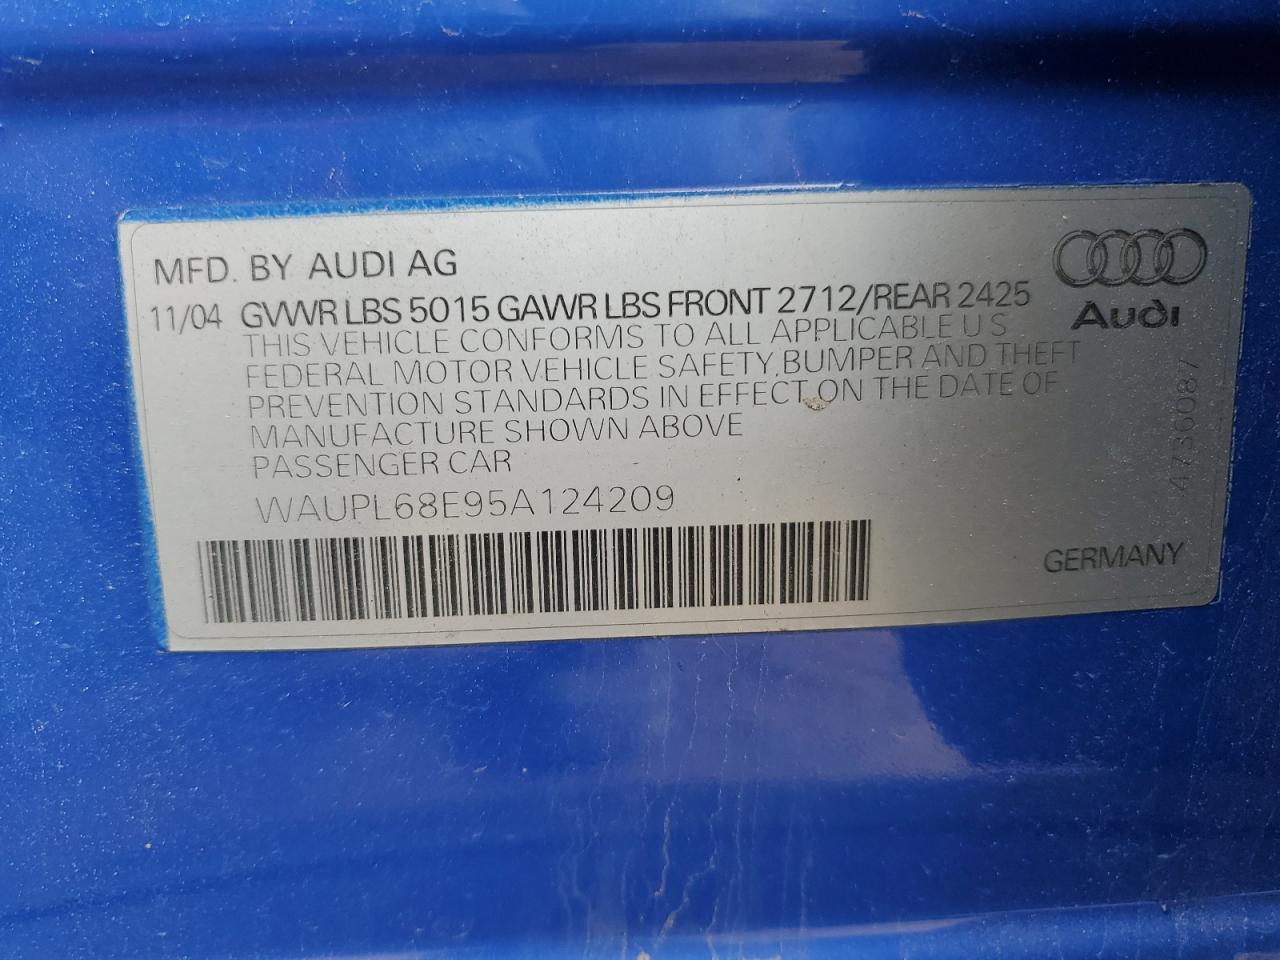 MFD. BY AUDI AG
11/04 GVWR LBS 5015 GAWR LBS FRONT 2712/REAR 2425
THIS VEHICLE CONFORMS TO ALL APPLICABLE U S
FEDERAL MOTOR VEHICLE SAFETY, BUMPER AND THEFT
PREVENTION STANDARDS IN EFFECT ON THE DATE OF
MANUFACTURE SHOWN ABOVE
PASSENGER CAR
WAUPL68E95A124209
Audi
4736087
GERMANY